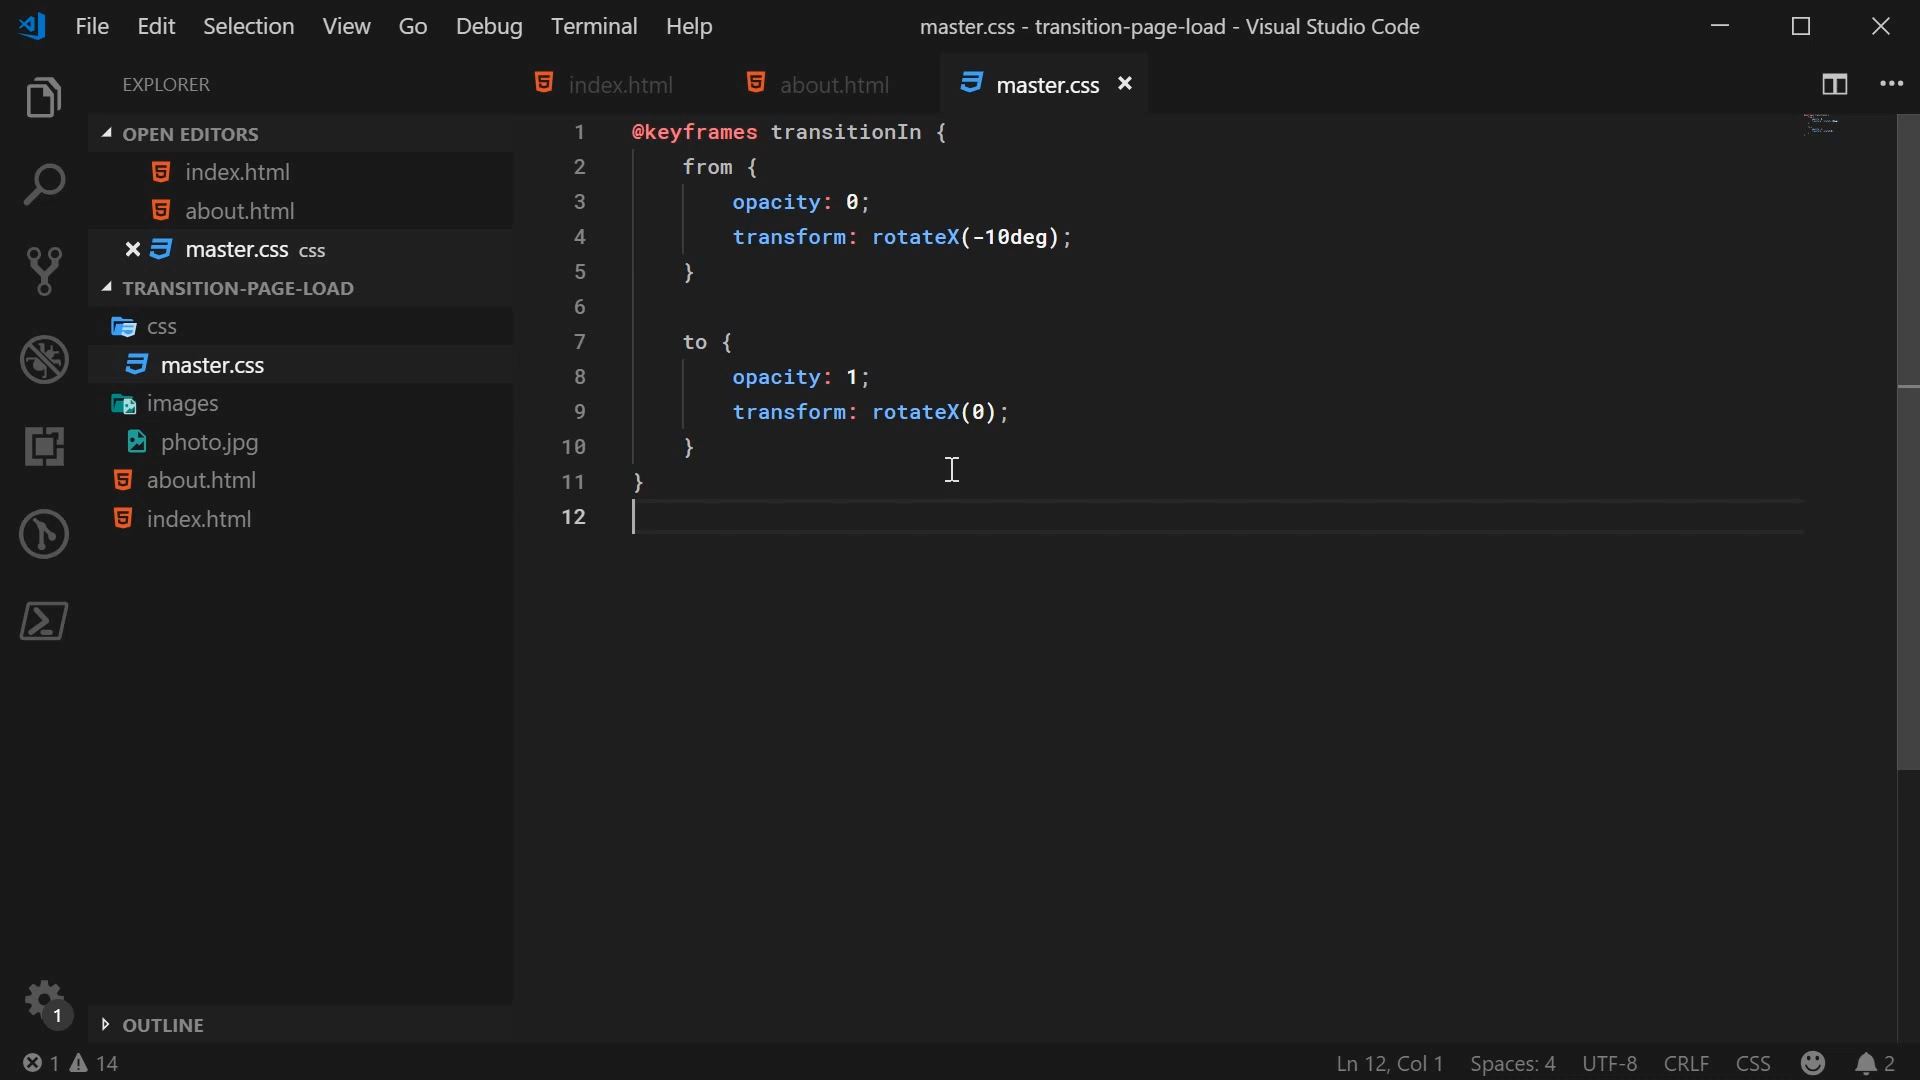 File Edit Selection View Go Debug Terminal Help master.css - transition-page-load - Visual Studio Code
EXPLORER
index.html about.html master.css
OPEN EDITORS
index.html
about.html
master.css css
TRANSITION-PAGE-LOAD
css
master.css
images
photo.jpg
about.html
index.html
1 @keyframes transitionIn {
2 from {
3 opacity: 0;
4 transform: rotateX(-10deg);
5 }
6
7 to {
8 opacity: 1;
9 transform: rotateX(0);
10 }
11 }
12
1
OUTLINE
1 14 Ln 12, Col 1 Spaces: 4 UTF-8 CRLF CSS 2